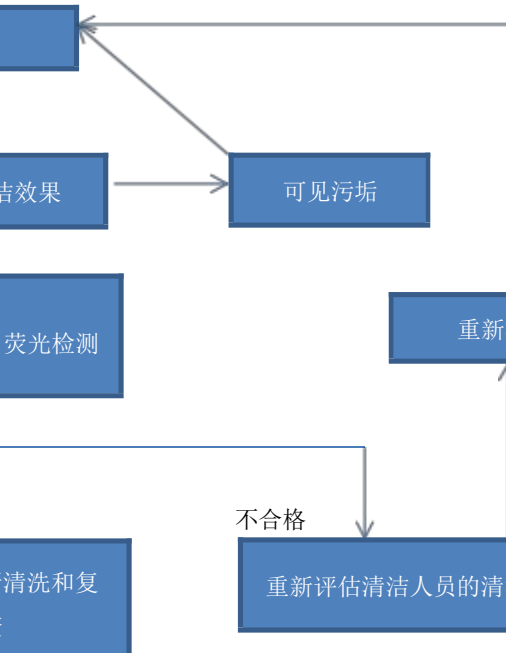 洁效果
可见污垢
荧光检测
重新
不合格
清洗和复
重新评估清洁人员的清